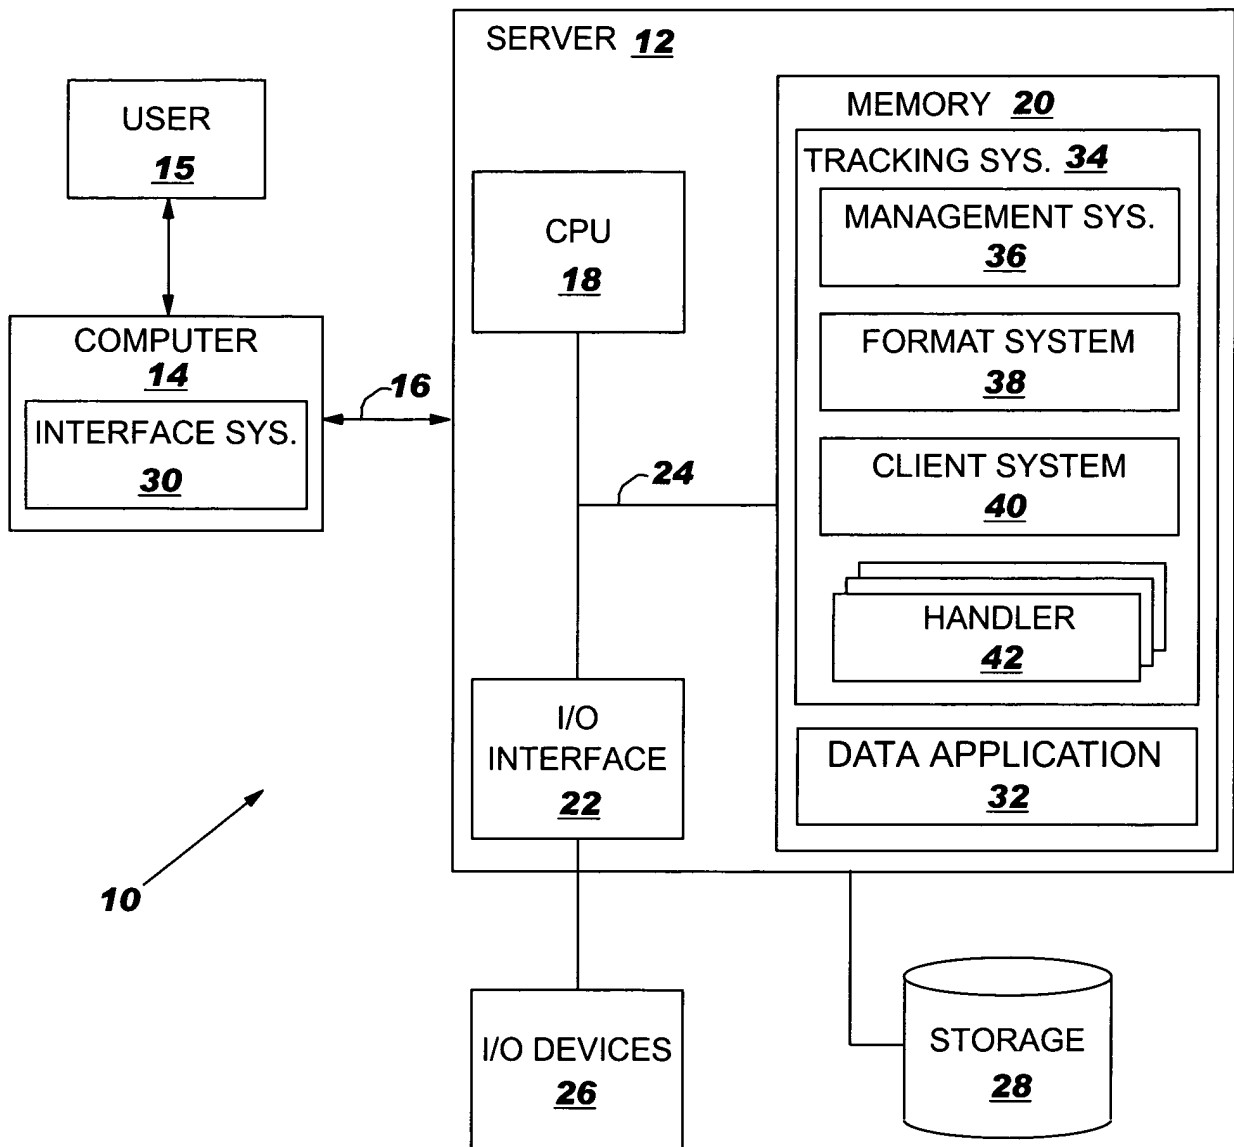 SERVER 12
USER
15
MEMORY 20
TRACKING SYS. 34
MANAGEMENT SYS.
36
CPU
18
COMPUTER
14
INTERFACE SYS.
30
16
FORMAT SYSTEM
38
24
CLIENT SYSTEM
40
HANDLER
42
I/O
INTERFACE
22
DATA APPLICATION
32
10
I/O DEVICES
26
STORAGE
28